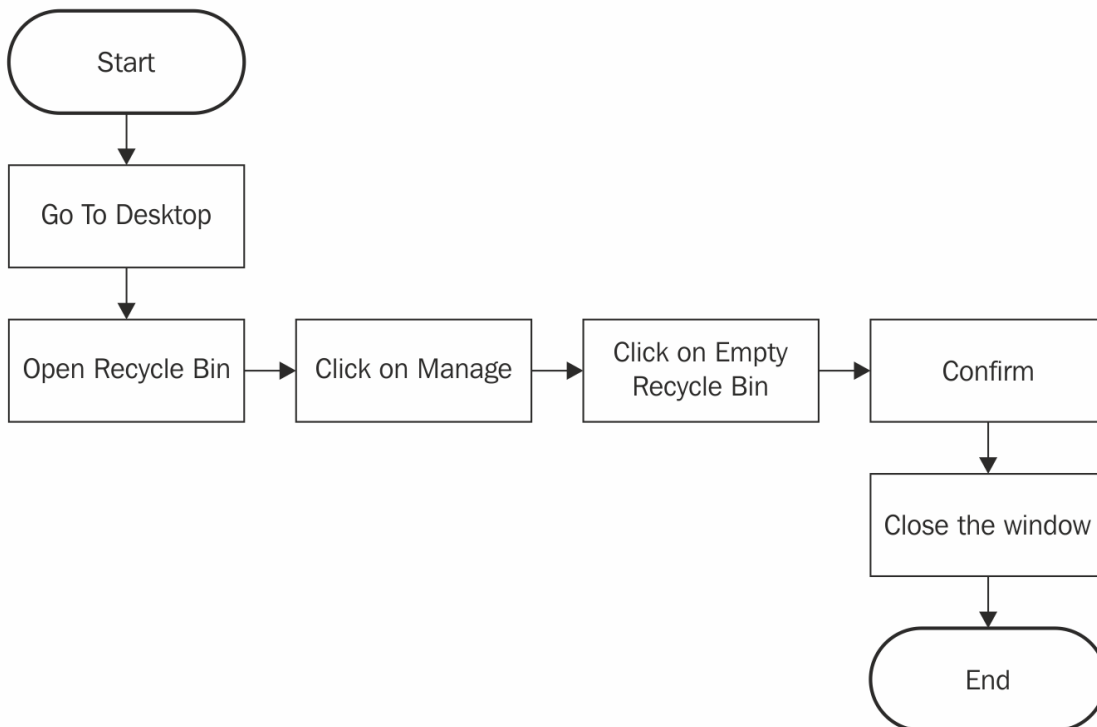 Start
Go To Desktop
Open Recycle Bin
Click on Manage
Click on Empty
Recycle Bin
Confirm
Close the window
End